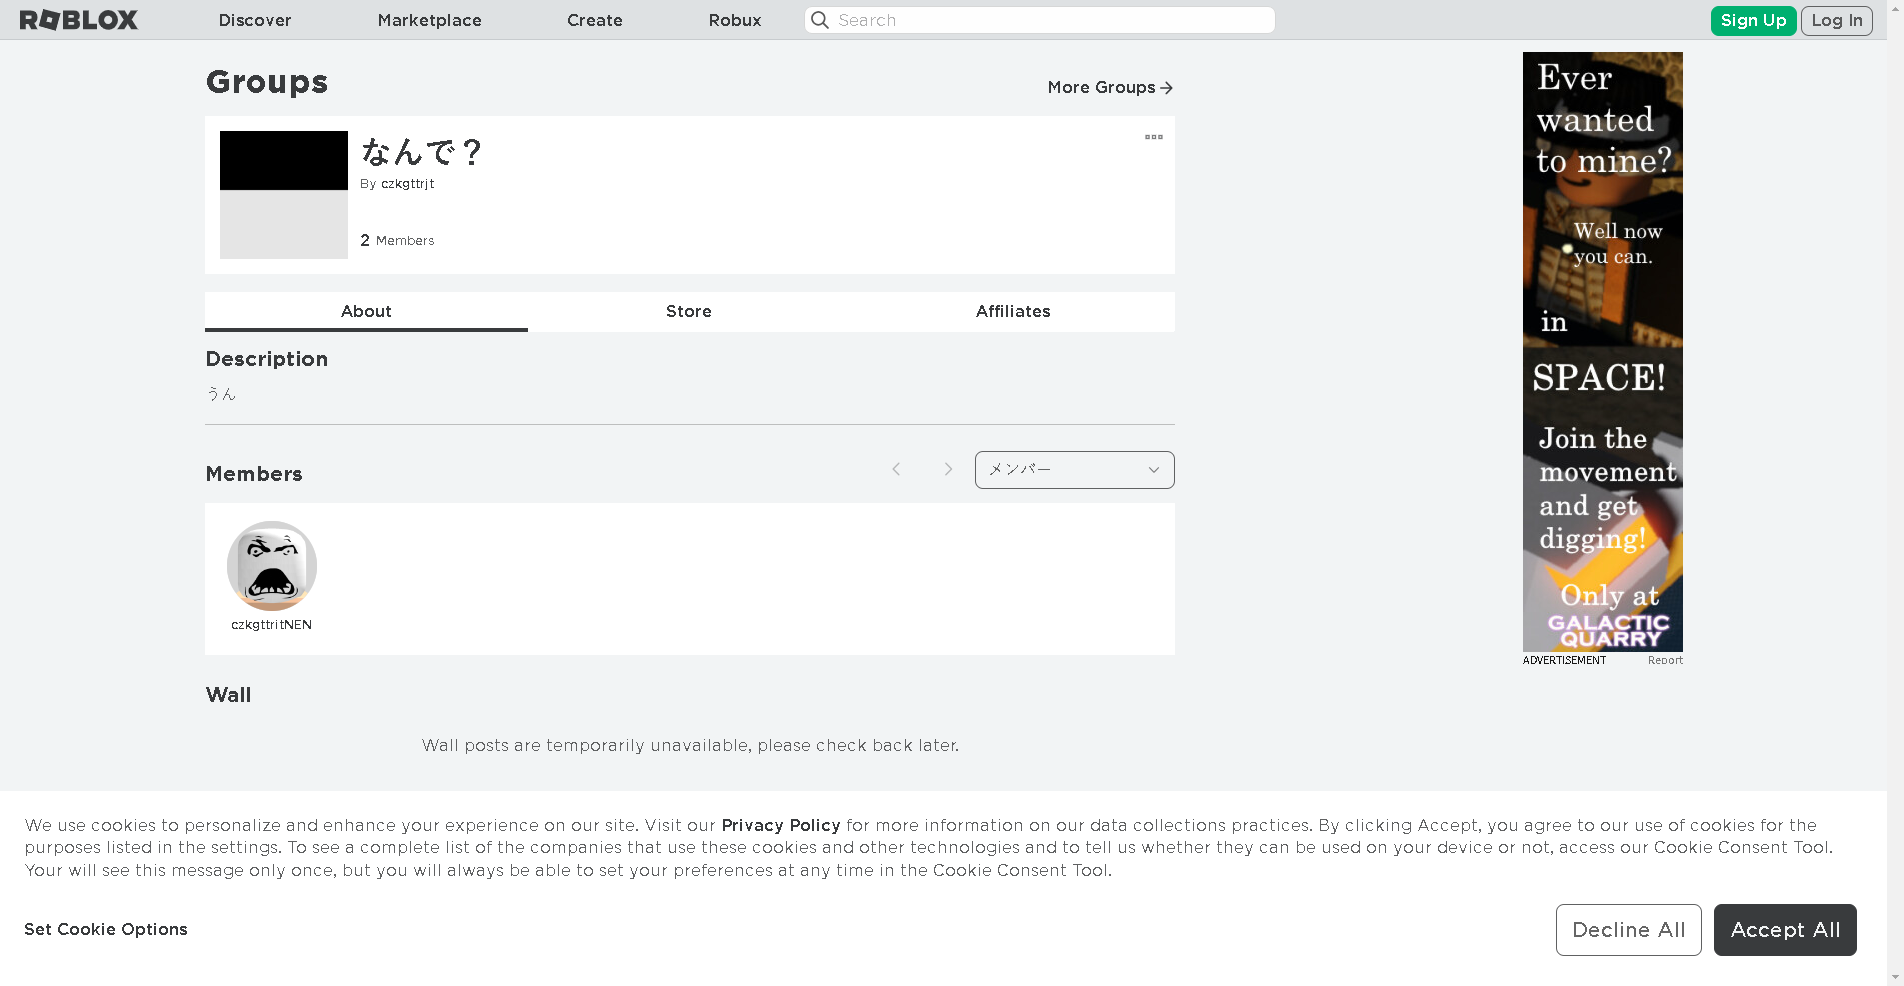 ROBLOX Discover Marketplace Create Robux Search Sign Up Log In
Groups
More Groups
なんで？
By czkgttrjt
2 Members
About Store Affiliates
Description
うん
Members
メンバー
czkgttritNEN
Wall
Wall posts are temporarily unavailable, please check back later.
Ever
wanted
to mine?
Well now
you can.
in
SPACE!
Join the
movement
and get
digging!
Only at
GALACTIC
QUARRY
ADVERTISEMENT Report
We use cookies to personalize and enhance your experience on our site. Visit our Privacy Policy for more information on our data collections practices. By clicking Accept, you agree to our use of cookies for the
purposes listed in the settings. To see a complete list of the companies that use these cookies and other technologies and to tell us whether they can be used on your device or not, access our Cookie Consent Tool.
Your will see this message only once, but you will always be able to set your preferences at any time in the Cookie Consent Tool.
Set Cookie Options
Decline All Accept All